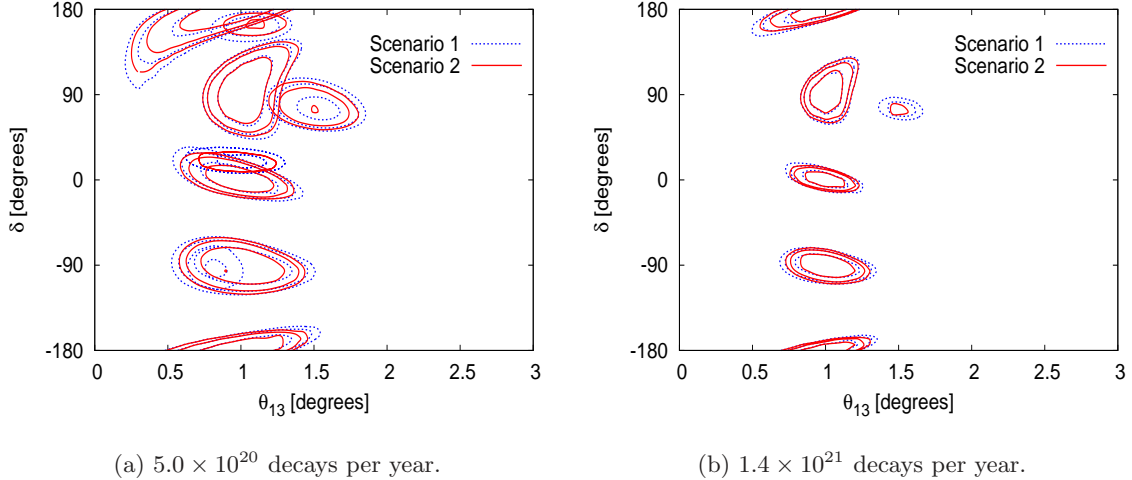 180
90
0
-90
-180
δ [degrees]
0
0.5
1
1.5
2
2.5
3
θ13 [degrees]
Scenario 1
Scenario 2
(a) 5.0 × 10^20 decays per year.
180
90
0
-90
-180
δ [degrees]
0
0.5
1
1.5
2
2.5
3
θ13 [degrees]
Scenario 1
Scenario 2
(b) 1.4 × 10^21 decays per year.